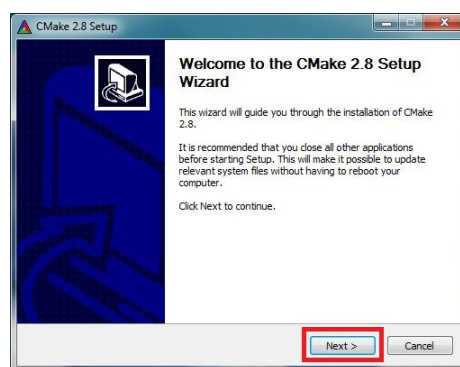 CMake 2.8 Setup
Welcome to the CMake 2.8 Setup
Wizard
This wizard will guide you through the installation of CMake
2.8.
It is recommended that you close all other applications
before starting Setup. This will make it possible to update
relevant system files without having to reboot your
computer.
Click Next to continue.
Next >
Cancel